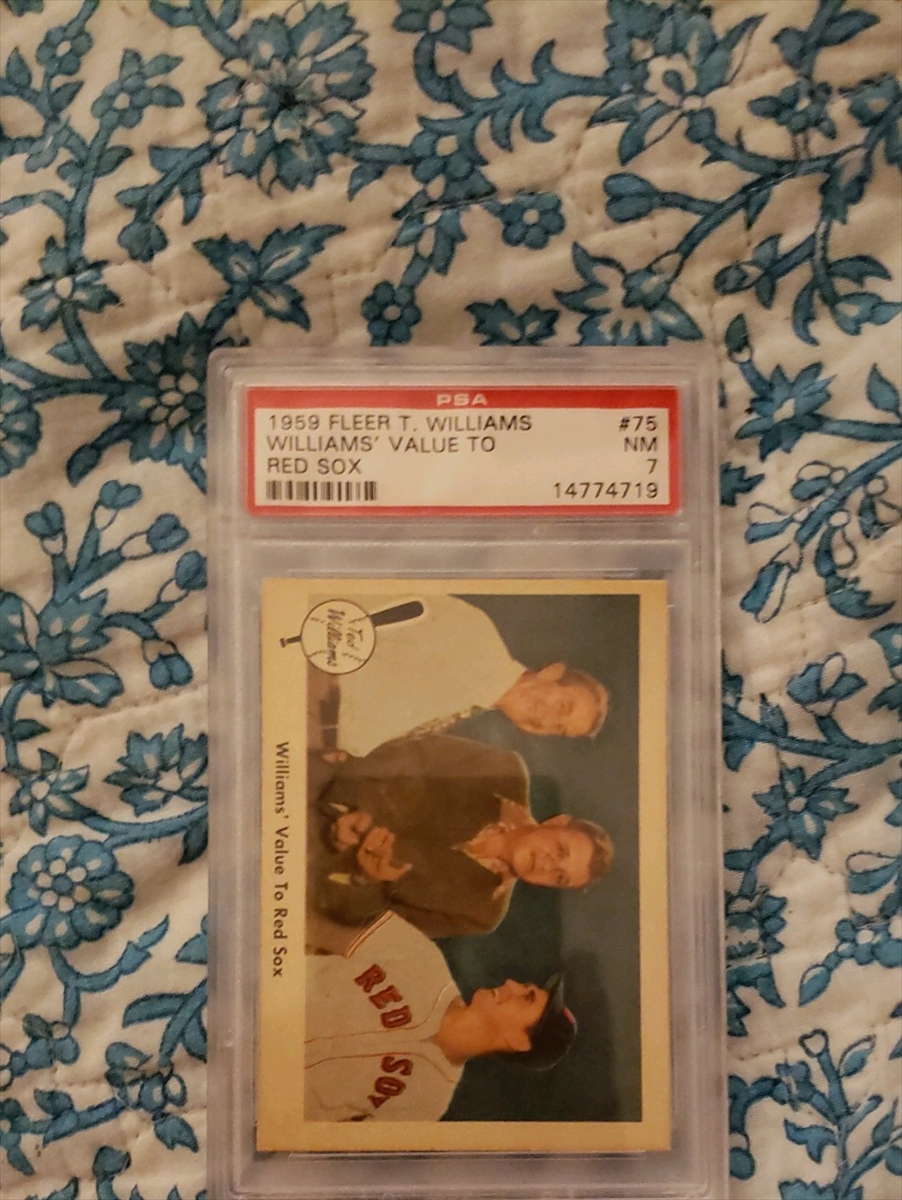 PSA
1959 FLEER T. WILLIAMS #75
WILLIAMS' VALUE TO NM
RED SOX 7
14774719
Ted
Williams
RED SOX
Williams' Value To Red Sox